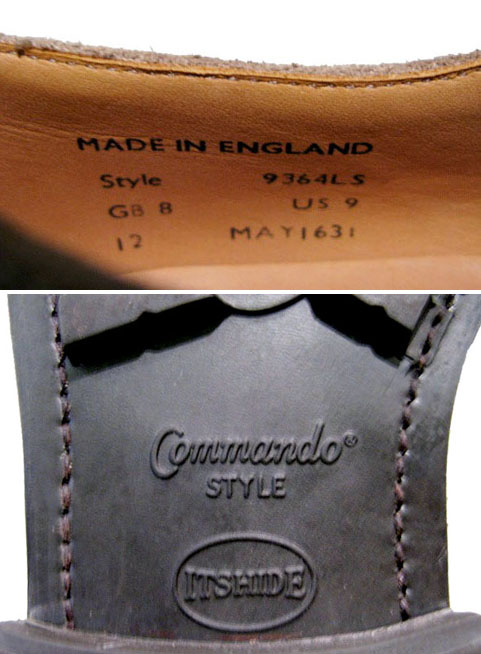 MADE IN ENGLAND
Style 9364LS
GB 8 US 9
12 MAY1631
Commando®
STYLE
ITSHIDE